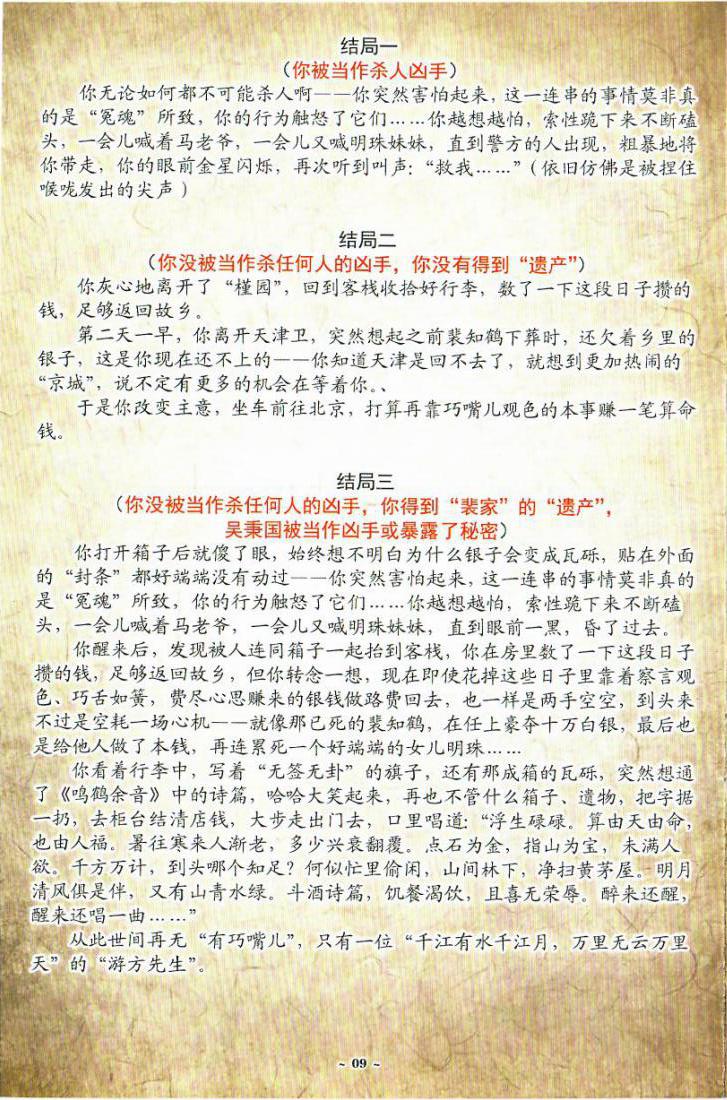 结局一
（你被当作杀人凶手）
你无论如何都不可能杀人啊——你突然害怕起来，这一连串的事情莫非真
的是“冤魂”所致，你的行为触怒了它们……你越想越怕，索性跪下来不断磕
头，一会儿喊着马老爷，一会儿又喊明珠妹妹，直到警方的人出现，粗暴地将
你带走，你的眼前金星闪烁，再次听到叫声：“救我……”（依旧仿佛是被捏住
喉咙发出的尖声）
结局二
（你没被当作杀任何人的凶手，你没有得到“遗产”）
你灰心地离开了“槿园”，回到客栈收拾好行李，数了一下这段日子攒的
钱，足够返回故乡。
第二天一早，你离开天津卫，突然想起之前裴知鹤下葬时，还欠着乡里的
银子，这是你现在还不上的——你知道天津是回不去了，就想到更加热闹的
“京城”，说不定有更多的机会在等着你。、
于是你改变主意，坐车前往北京，打算再靠巧嘴儿观色的本事赚一笔算命
钱。
结局三
（你没被当作杀任何人的凶手，你得到“裴家”的“遗产”，
吴秉国被当作凶手或暴露了秘密）
你打开箱子后就傻了眼，始终想不明白为什么银子会变成瓦砾，贴在外面
的“封条”都好端端没有动过——你突然害怕起来，这一连串的事情莫非真的
是“冤魂”所致，你的行为触怒了它们……你越想越怕，索性跪下来不断磕
头，一会儿喊着马老爷，一会儿又喊明珠妹妹，直到眼前一黑，昏了过去。
你醒来后，发现被人连同箱子一起抬到客栈，你在房里数了一下这段日子
攒的钱，足够返回故乡，但你转念一想，现在即使花掉这些日子里靠着察言观
色、巧舌如簧，费尽心思赚来的银钱做路费回去，也一样是两手空空，到头来
不过是空耗一场心机——就像那已死的裴知鹤，在任上豪夺十万白银，最后也
是给他人做了本钱，再连累死一个好端端的女儿明珠……
你看着行李中，写着“无签无卦”的旗子，还有那成箱的瓦砾，突然想通
了《鸣鹤余音》中的诗篇，哈哈大笑起来，再也不管什么箱子、遗物，把字据
一扔，去柜台结清店钱，大步走出门去，口里唱道：“浮生碌碌。算由天由命，
也由人福。暑往寒来人渐老，多少兴衰翻覆。点石为金，指山为宝，未满人
欲。千方万计，到头哪个知足？何似忙里偷闲，山间林下，净扫黄茅屋。明月
清风俱是伴，又有山青水绿。斗酒诗篇，饥餐渴饮，且喜无荣辱。醉来还醒，
醒来还唱一曲……”
从此世间再无“有巧嘴儿”，只有一位“千江有水千江月，万里无云万里
天”的“游方先生”。
~ 09 ~